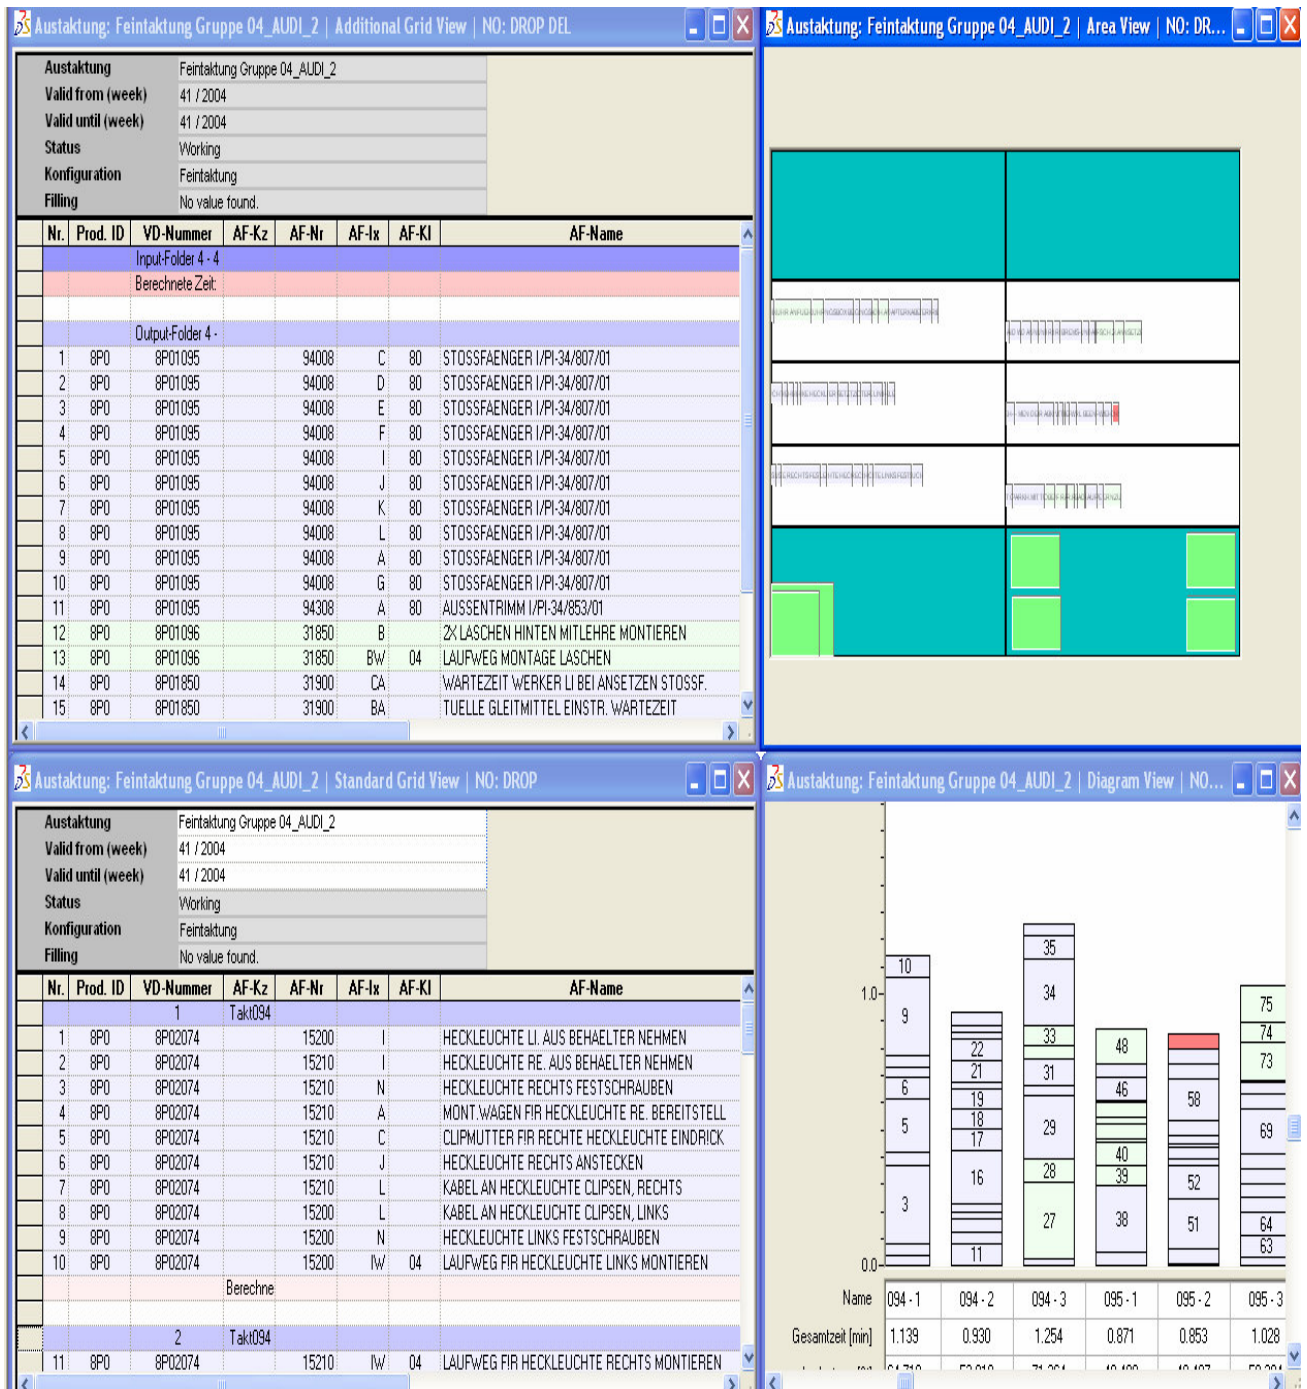 Austaktung: Feintaktung Gruppe 04_AUDI_2 | Additional Grid View | NO: DROP DEL
Austaktung Feintaktung Gruppe 04_AUDI_2
Valid from (week) 41 / 2004
Valid until (week) 41 / 2004
Status Working
Konfiguration Feintaktung
Filling No value found.
Nr. Prod. ID VD-Nummer AF-Kz AF-Nr AF-Ix AF-Kl AF-Name
Input-Folder 4 - 4
Berechnete Zeit:
Output-Folder 4 -
1 8P0 8P01095 94008 C 80 STOSSFAENGER I/PI-34/807/01
2 8P0 8P01095 94008 D 80 STOSSFAENGER I/PI-34/807/01
3 8P0 8P01095 94008 E 80 STOSSFAENGER I/PI-34/807/01
4 8P0 8P01095 94008 F 80 STOSSFAENGER I/PI-34/807/01
5 8P0 8P01095 94008 I 80 STOSSFAENGER I/PI-34/807/01
6 8P0 8P01095 94008 J 80 STOSSFAENGER I/PI-34/807/01
7 8P0 8P01095 94008 K 80 STOSSFAENGER I/PI-34/807/01
8 8P0 8P01095 94008 L 80 STOSSFAENGER I/PI-34/807/01
9 8P0 8P01095 94008 A 80 STOSSFAENGER I/PI-34/807/01
10 8P0 8P01095 94008 G 80 STOSSFAENGER I/PI-34/807/01
11 8P0 8P01095 94308 A 80 AUSSENTRIMM I/PI-34/853/01
12 8P0 8P01096 31850 B 2X LASCHEN HINTEN MITLEHRE MONTIEREN
13 8P0 8P01096 31850 BW 04 LAUFWEG MONTAGE LASCHEN
14 8P0 8P01850 31900 CA WARTEZEIT WERKER LI BEI ANSETZEN STOSSF.
15 8P0 8P01850 31900 BA TUELLE GLEITMITTEL EINSTR. WARTEZEIT
Austaktung: Feintaktung Gruppe 04_AUDI_2 | Area View | NO: DR...
Austaktung: Feintaktung Gruppe 04_AUDI_2 | Standard Grid View | NO: DROP
Austaktung Feintaktung Gruppe 04_AUDI_2
Valid from (week) 41 / 2004
Valid until (week) 41 / 2004
Status Working
Konfiguration Feintaktung
Filling No value found.
Nr. Prod. ID VD-Nummer AF-Kz AF-Nr AF-Ix AF-Kl AF-Name
1 Takt094
1 8P0 8P02074 15200 I HECKLEUCHTE LI. AUS BEHAELTER NEHMEN
2 8P0 8P02074 15210 I HECKLEUCHTE RE. AUS BEHAELTER NEHMEN
3 8P0 8P02074 15210 N HECKLEUCHTE RECHTS FESTSCHRAUBEN
4 8P0 8P02074 15210 A MONT.WAGEN F!R HECKLEUCHTE RE. BEREITSTELL
5 8P0 8P02074 15210 C CLIPMUTTER F!R RECHTE HECKLEUCHTE EINDR!CK
6 8P0 8P02074 15210 J HECKLEUCHTE RECHTS ANSTECKEN
7 8P0 8P02074 15210 L KABEL AN HECKLEUCHTE CLIPSEN, RECHTS
8 8P0 8P02074 15200 L KABEL AN HECKLEUCHTE CLIPSEN, LINKS
9 8P0 8P02074 15200 N HECKLEUCHTE LINKS FESTSCHRAUBEN
10 8P0 8P02074 15200 IW 04 LAUFWEG F!R HECKLEUCHTE LINKS MONTIEREN
Berechne
2 Takt094
11 8P0 8P02074 15210 IW 04 LAUFWEG F!R HECKLEUCHTE RECHTS MONTIEREN
Austaktung: Feintaktung Gruppe 04_AUDI_2 | Diagram View | NO...
1.0
0.0
10
9
6
5
3
22
21
19
18
17
16
11
35
34
33
31
29
28
27
48
46
40
39
38
58
52
51
75
74
73
69
64
63
Name 094 - 1 094 - 2 094 - 3 095 - 1 095 - 2 095 - 3
Gesamtzeit [min] 1.139 0.930 1.254 0.871 0.853 1.028